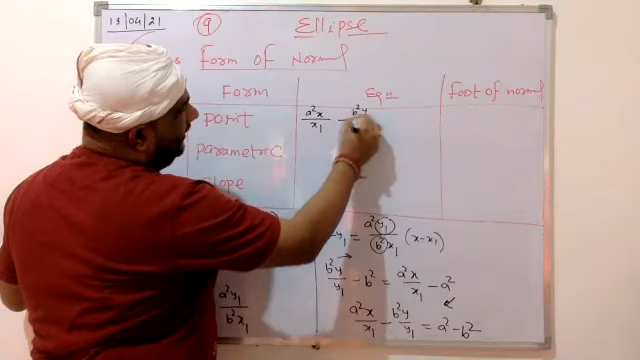 19|04|21 9 Ellipse
s Form of Normal
Form Eqn Foot of normal
point a²x/x₁ - b²y
parametric
slope
y₁ = a²y₁/b²x₁ (x-x₁)
b²y/y₁ - b² = a²x/x₁ - a²
a²y₁/b²x₁
a²x/x₁ - b²y/y₁ = a² - b²